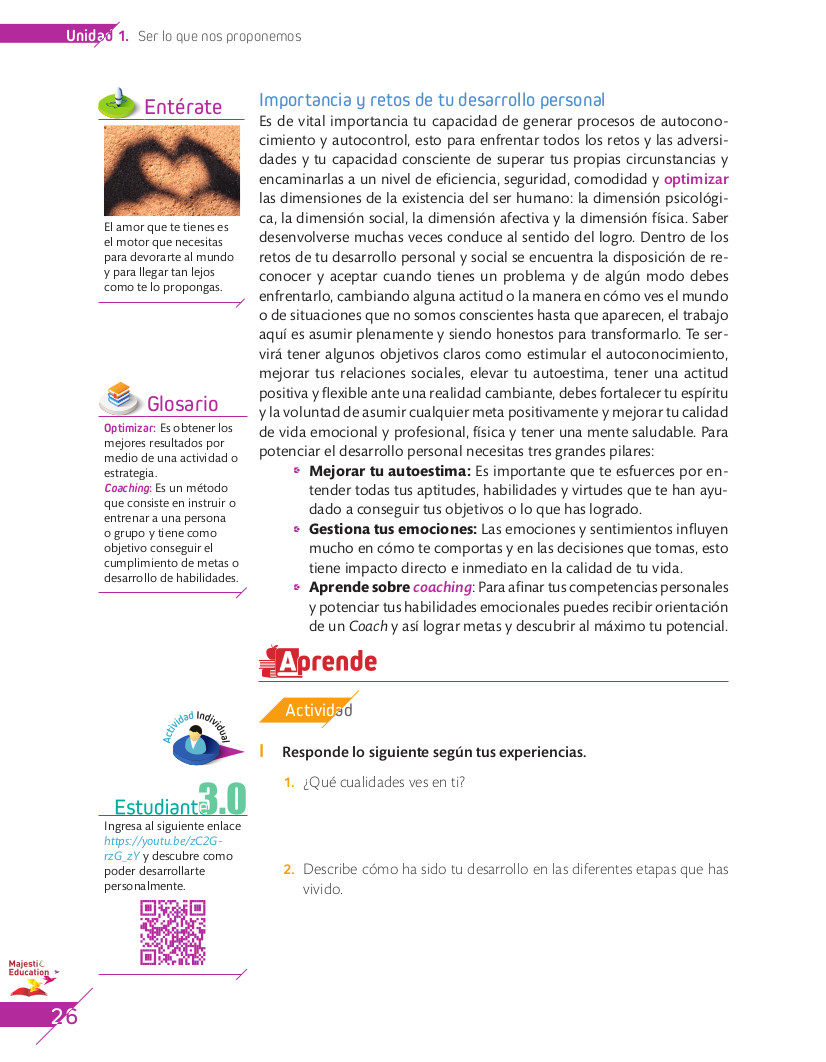 Unidad 1. Ser lo que nos proponemos
Entérate
El amor que te tienes es
el motor que necesitas
para devorarte al mundo
y para llegar tan lejos
como te lo propongas.
Glosario
Optimizar: Es obtener los
mejores resultados por
medio de una actividad o
estrategia.
Coaching: Es un método
que consiste en instruir o
entrenar a una persona
o grupo y tiene como
objetivo conseguir el
cumplimiento de metas o
desarrollo de habilidades.
Importancia y retos de tu desarrollo personal
Es de vital importancia tu capacidad de generar procesos de autocono-
cimiento y autocontrol, esto para enfrentar todos los retos y las adversi-
dades y tu capacidad consciente de superar tus propias circunstancias y
encaminarlas a un nivel de eficiencia, seguridad, comodidad y optimizar
las dimensiones de la existencia del ser humano: la dimensión psicológi-
ca, la dimensión social, la dimensión afectiva y la dimensión física. Saber
desenvolverse muchas veces conduce al sentido del logro. Dentro de los
retos de tu desarrollo personal y social se encuentra la disposición de re-
conocer y aceptar cuando tienes un problema y de algún modo debes
enfrentarlo, cambiando alguna actitud o la manera en cómo ves el mundo
o de situaciones que no somos conscientes hasta que aparecen, el trabajo
aquí es asumir plenamente y siendo honestos para transformarlo. Te ser-
virá tener algunos objetivos claros como estimular el autoconocimiento,
mejorar tus relaciones sociales, elevar tu autoestima, tener una actitud
positiva y flexible ante una realidad cambiante, debes fortalecer tu espíritu
y la voluntad de asumir cualquier meta positivamente y mejorar tu calidad
de vida emocional y profesional, física y tener una mente saludable. Para
potenciar el desarrollo personal necesitas tres grandes pilares:
Mejorar tu autoestima: Es importante que te esfuerces por en-
tender todas tus aptitudes, habilidades y virtudes que te han ayu-
dado a conseguir tus objetivos o lo que has logrado.
Gestiona tus emociones: Las emociones y sentimientos influyen
mucho en cómo te comportas y en las decisiones que tomas, esto
tiene impacto directo e inmediato en la calidad de tu vida.
Aprende sobre coaching: Para afinar tus competencias personales
y potenciar tus habilidades emocionales puedes recibir orientación
de un Coach y así lograr metas y descubrir al máximo tu potencial.
Aprende
Actividad
Actividad Individual
I Responde lo siguiente según tus experiencias.
1. ¿Qué cualidades ves en ti?
2. Describe cómo ha sido tu desarrollo en las diferentes etapas que has
vivido.
Estudiante 3.0
Ingresa al siguiente enlace
https://youtu.be/zC2G-
rzG_zY y descubre como
poder desarrollarte
personalmente.
Majestic
Education
26